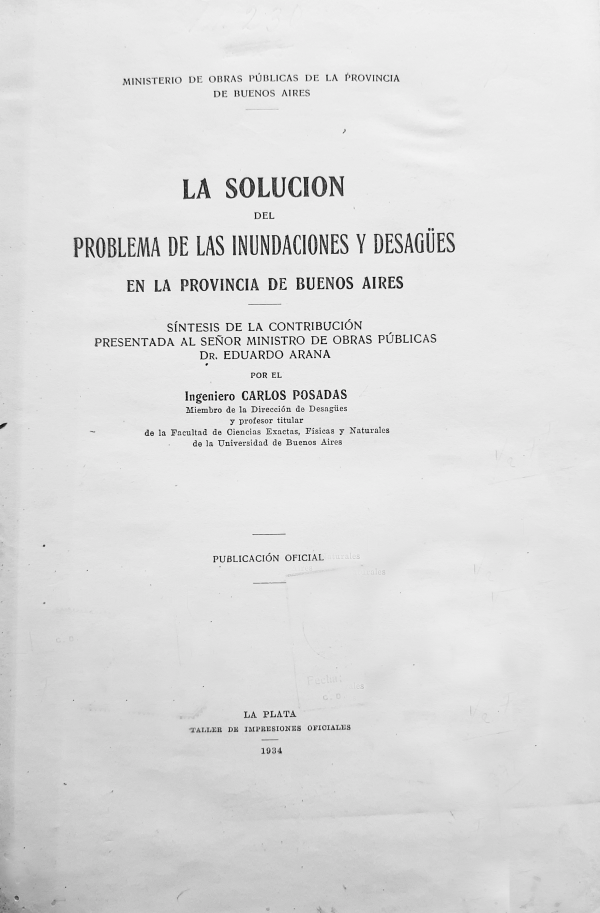 MINISTERIO DE OBRAS PÚBLICAS DE LA PROVINCIA
DE BUENOS AIRES
LA SOLUCION
DEL
PROBLEMA DE LAS INUNDACIONES Y DESAGÜES
EN LA PROVINCIA DE BUENOS AIRES
SÍNTESIS DE LA CONTRIBUCIÓN
PRESENTADA AL SEÑOR MINISTRO DE OBRAS PÚBLICAS
DR. EDUARDO ARANA
POR EL
Ingeniero CARLOS POSADAS
Miembro de la Dirección de Desagües
y profesor titular
de la Facultad de Ciencias Exactas, Físicas y Naturales
de la Universidad de Buenos Aires
PUBLICACIÓN OFICIAL
LA PLATA
TALLER DE IMPRESIONES OFICIALES
1934